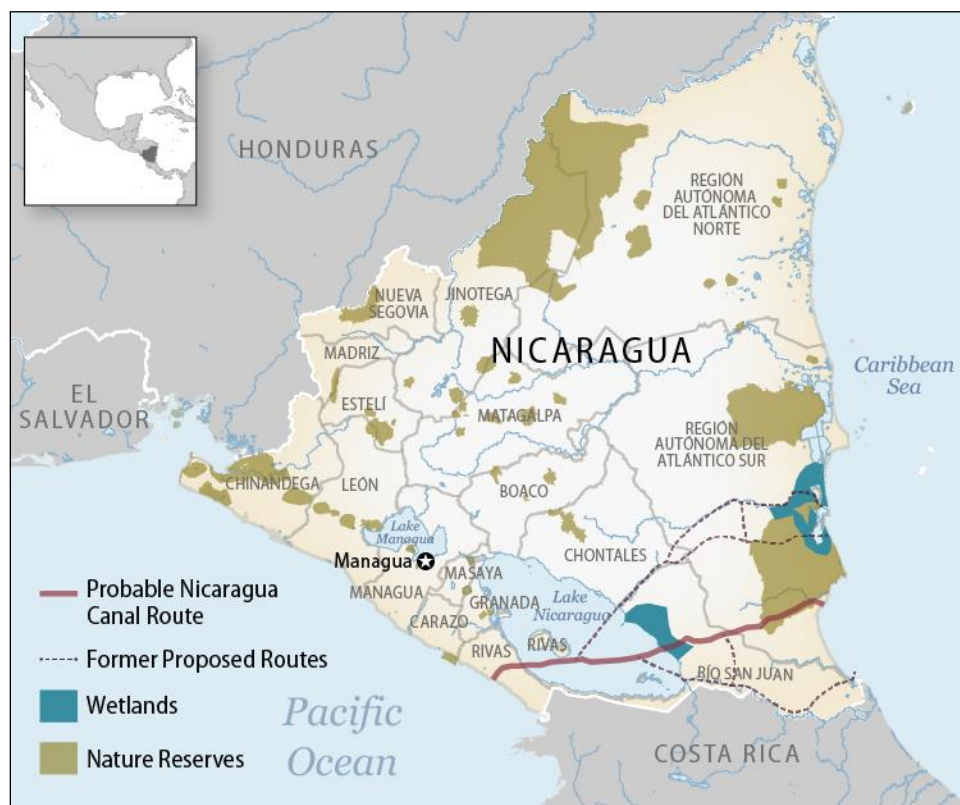 HONDURAS
REGIÓN
AUTÓNOMA
DEL ATLÁNTICO
NORTE
NUEVA
SEGOVIA
JINOTEGA
MADRIZ
NICARAGUA
EL
SALVADOR
Caribbean
Sea
ESTELÍ
MATAGALPA
REGIÓN
AUTÓNOMA DEL
ATLÁNTICO SUR
CHINANDEGA
LEÓN
BOACO
Lake
Managua
CHONTALES
Managua
MASAYA
MANAGUA
GRANADA
Lake
Nicaragua
CARAZO
RIVAS
RIVAS
RÍO SAN JUAN
Probable Nicaragua
Canal Route
Former Proposed Routes
Wetlands
Nature Reserves
Pacific
Ocean
COSTA RICA